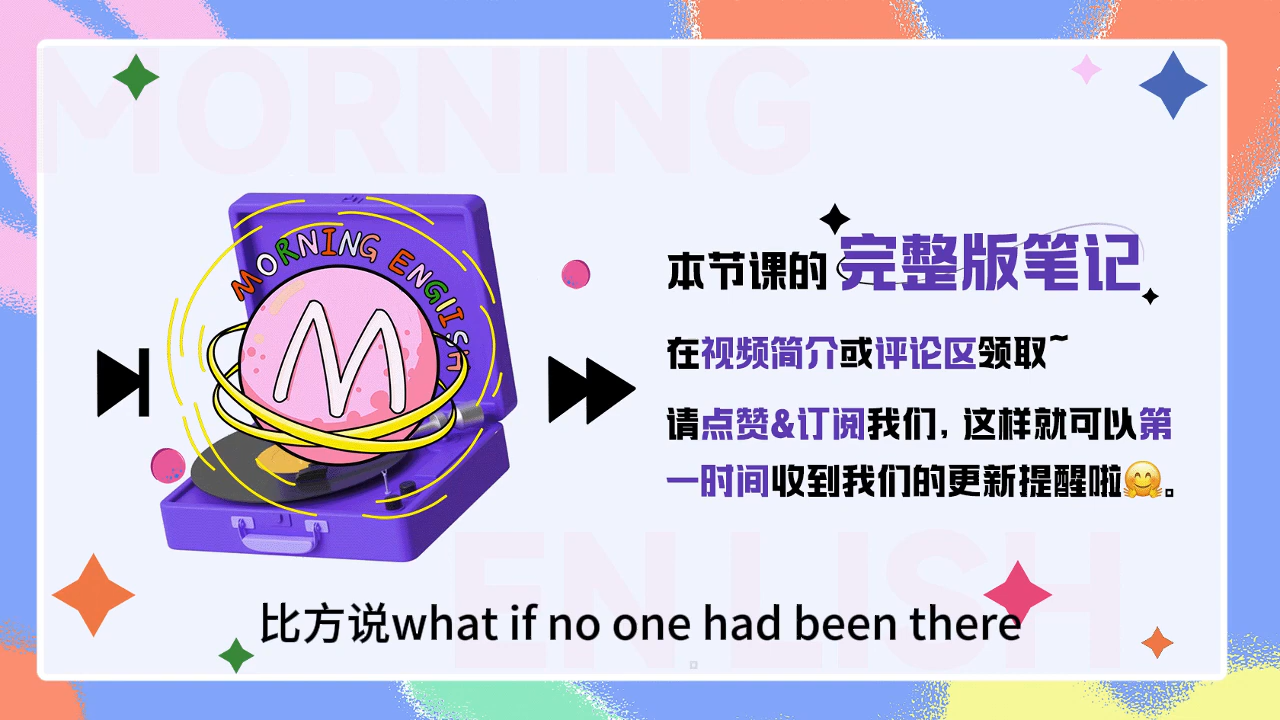 MORNING
MORNING ENGLISH
M
本节课的完整版笔记
在视频简介或评论区领取~
请点赞&订阅我们, 这样就可以第
一时间收到我们的更新提醒啦🤗。
EN LISH
比方说what if no one had been there